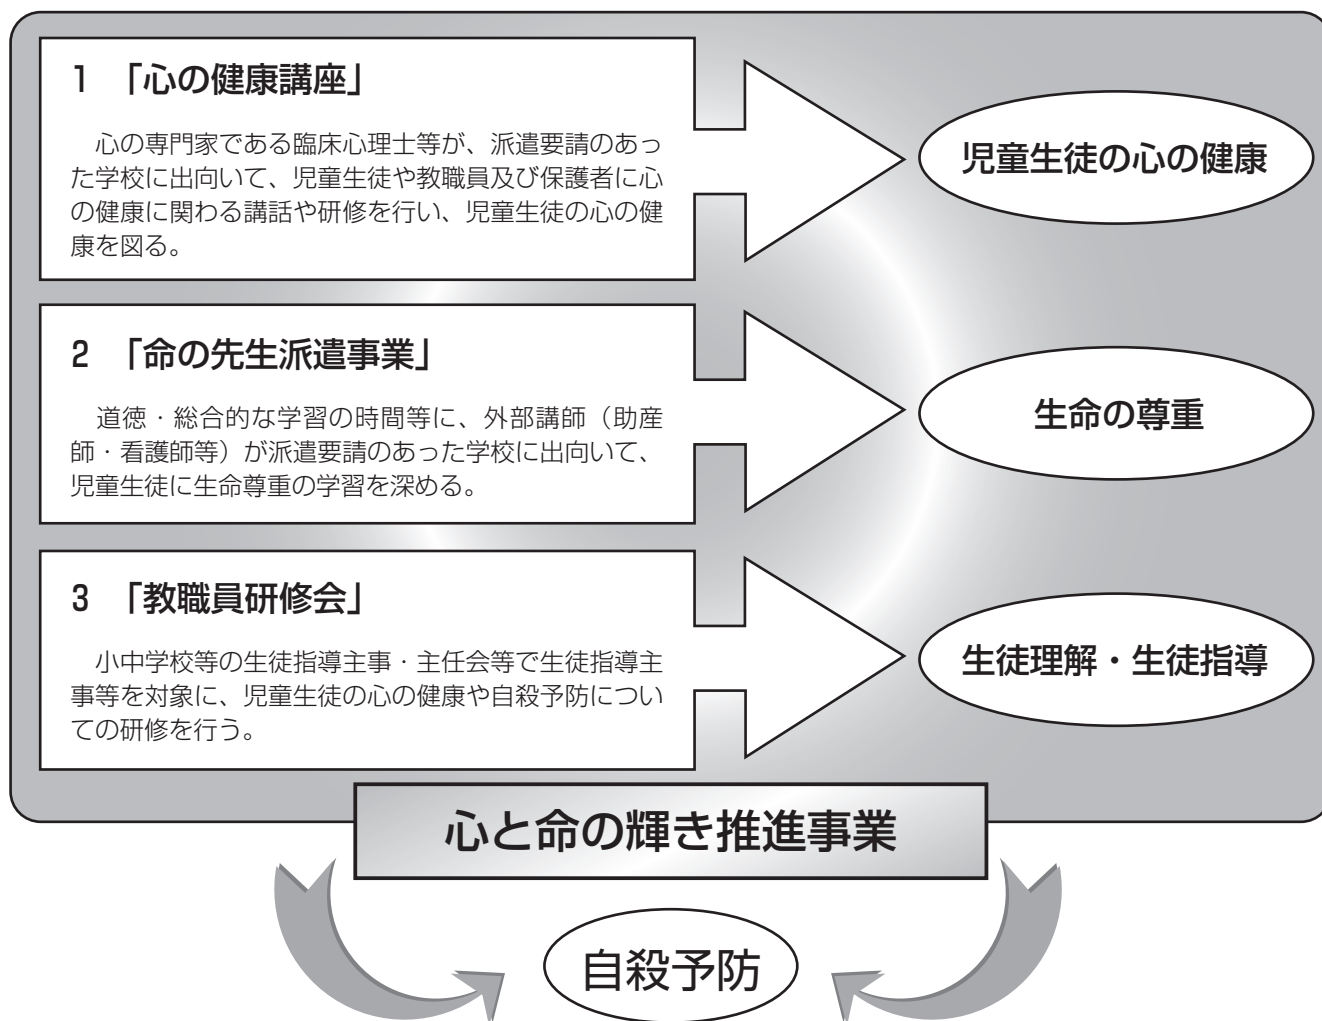 1 「心の健康講座」
心の専門家である臨床心理士等が、派遣要請のあっ
た学校に出向いて、児童生徒や教職員及び保護者に心
の健康に関わる講話や研修を行い、児童生徒の心の健
康を図る。
児童生徒の心の健康
2 「命の先生派遣事業」
道徳・総合的な学習の時間等に、外部講師（助産
師・看護師等）が派遣要請のあった学校に出向いて、
児童生徒に生命尊重の学習を深める。
生命の尊重
3 「教職員研修会」
小中学校等の生徒指導主事・主任会等で生徒指導主
事等を対象に、児童生徒の心の健康や自殺予防につい
ての研修を行う。
生徒理解・生徒指導
心と命の輝き推進事業
自殺予防